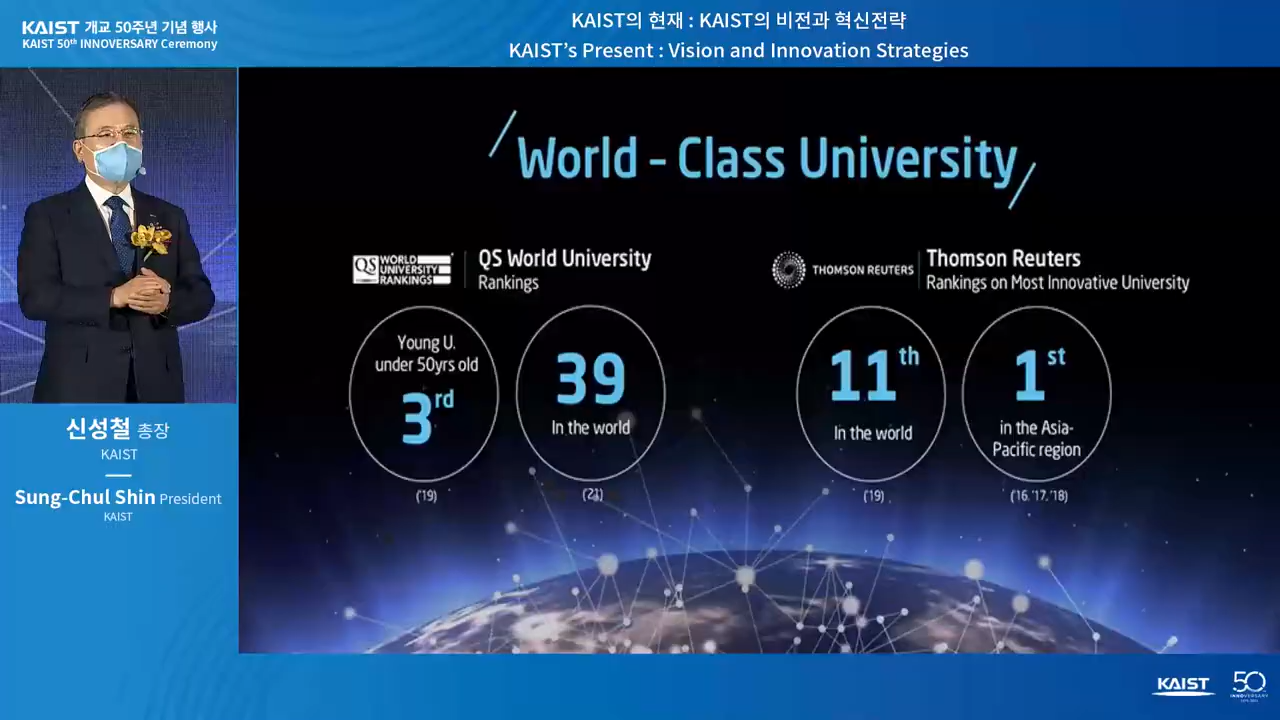 KAIST 개교 50주년 기념 행사
KAIST 50th INNOVERSARY Ceremony
KAIST의 현재 : KAIST의 비전과 혁신전략
KAIST's Present : Vision and Innovation Strategies
World – Class University
QS WORLD UNIVERSITY RANKINGS
QS World University
Rankings
THOMSON REUTERS
Thomson Reuters
Rankings on Most Innovative University
Young U.
under 50yrs old
3rd
('19)
39
In the world
('21)
11th
In the world
('19)
1st
in the Asia-
Pacific region
('16. '17. '18)
신성철 총장
KAIST
Sung-Chul Shin President
KAIST
KAIST
50
INNOVERSARY